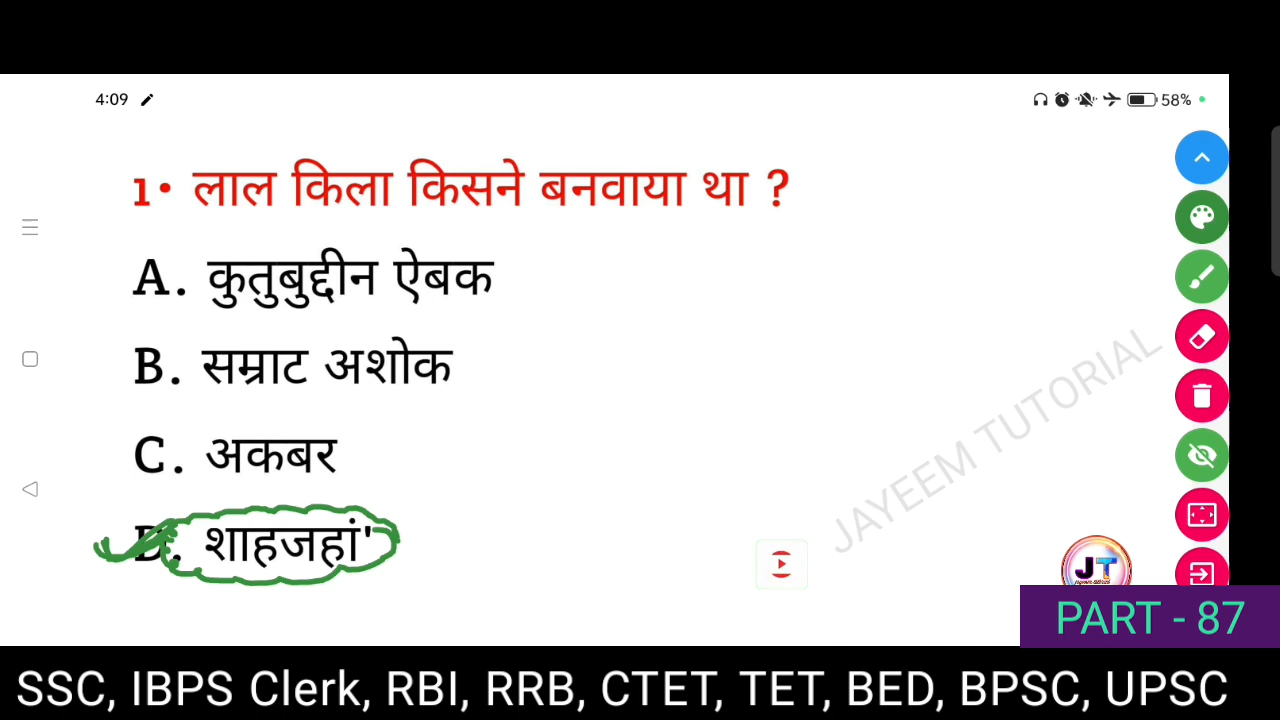 4:09
58%
1• लाल किला किसने बनवाया था ?
A. कुतुबुद्दीन ऐबक
B. सम्राट अशोक
C. अकबर
D. शाहजहां'
JAYEEM TUTORIAL
JT
PART - 87
SSC, IBPS Clerk, RBI, RRB, CTET, TET, BED, BPSC, UPSC